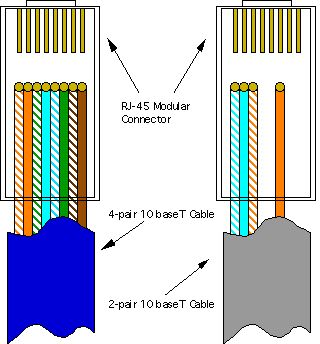 RJ-45 Modular
Connector
4-pair 10 baseT Cable
2-pair 10 baseT Cable